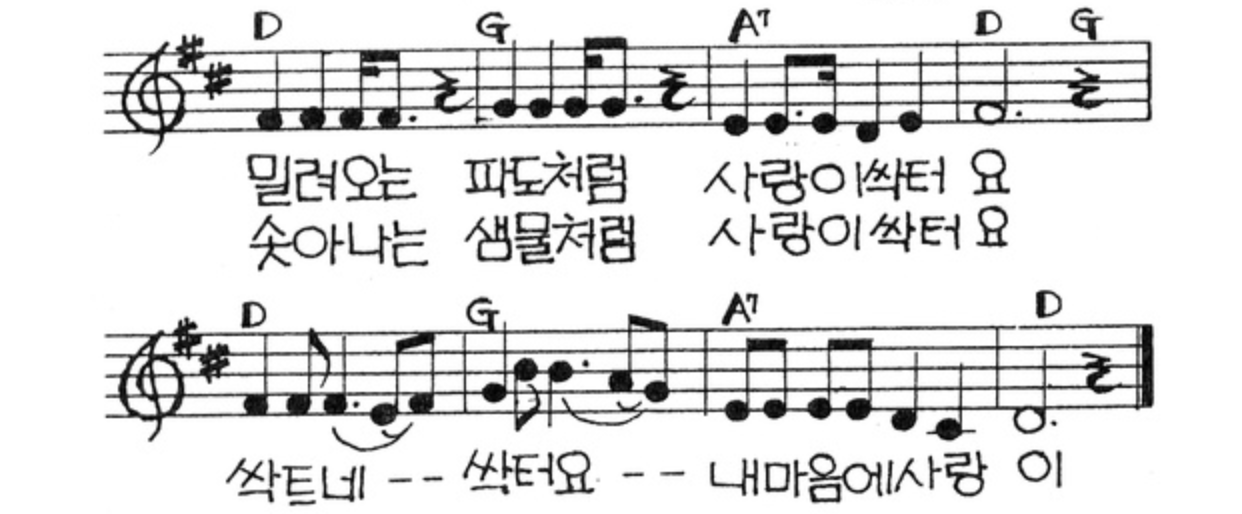 D G A7 D G
밀려오는 파도처럼 사랑이싹터 요
솟아나는 샘물처럼 사랑이싹터 요
D G A7 D
싹트네 -- 싹터요 -- 내마음에사랑 이